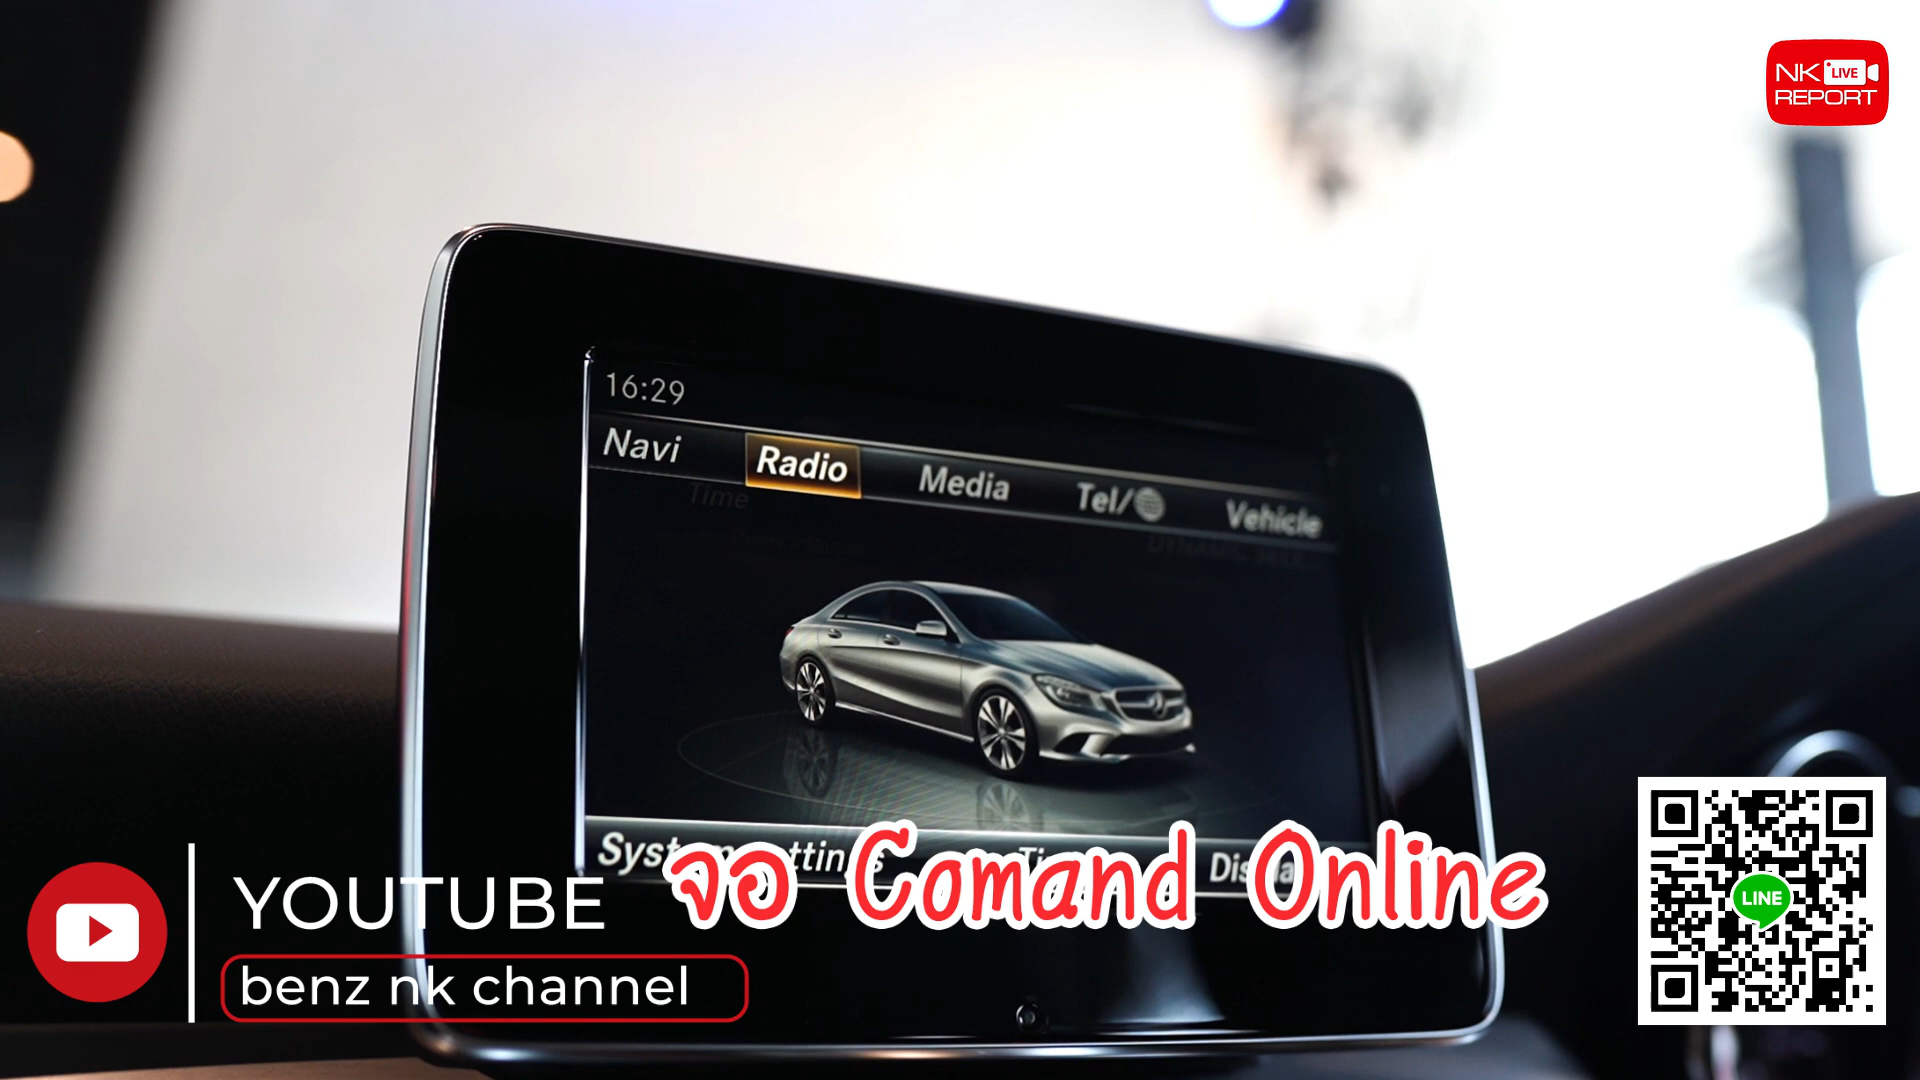 NK LIVE
REPORT
16:29
Navi Radio Media Tel/ Vehicle
Time
จอ Comand Online
YOUTUBE
benz nk channel
LINE